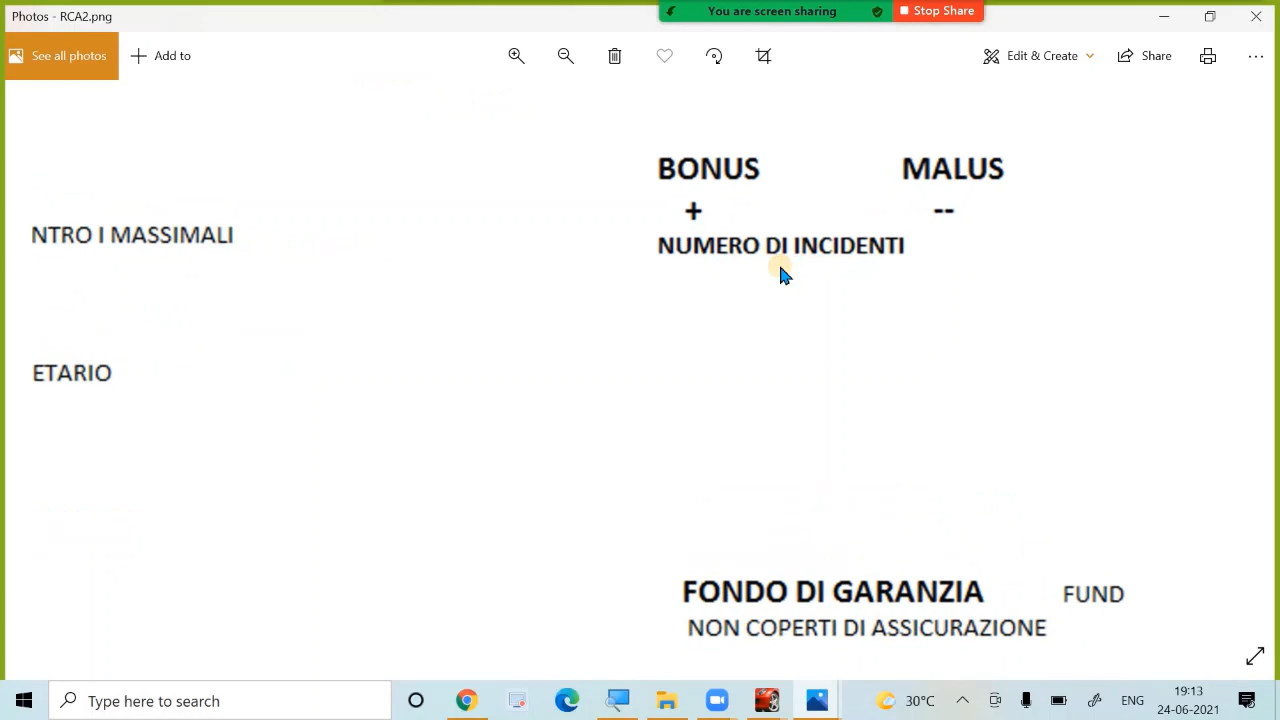 Photos - RCA2.png
You are screen sharing
Stop Share
See all photos
Add to
Edit & Create
Share
BONUS MALUS
+ --
NTRO I MASSIMALI
NUMERO DI INCIDENTI
ETARIO
FONDO DI GARANZIA FUND
NON COPERTI DI ASSICURAZIONE
Type here to search
30°C
ENG
19:13
24-06-2021